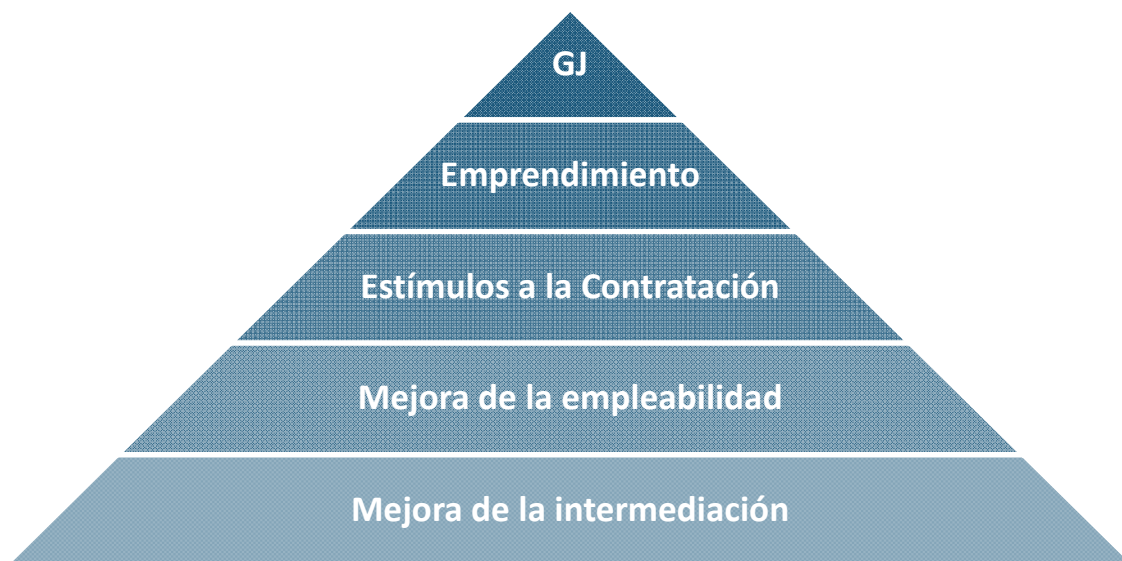 GJ
Emprendimiento
Estímulos a la Contratación
Mejora de la empleabilidad
Mejora de la intermediación